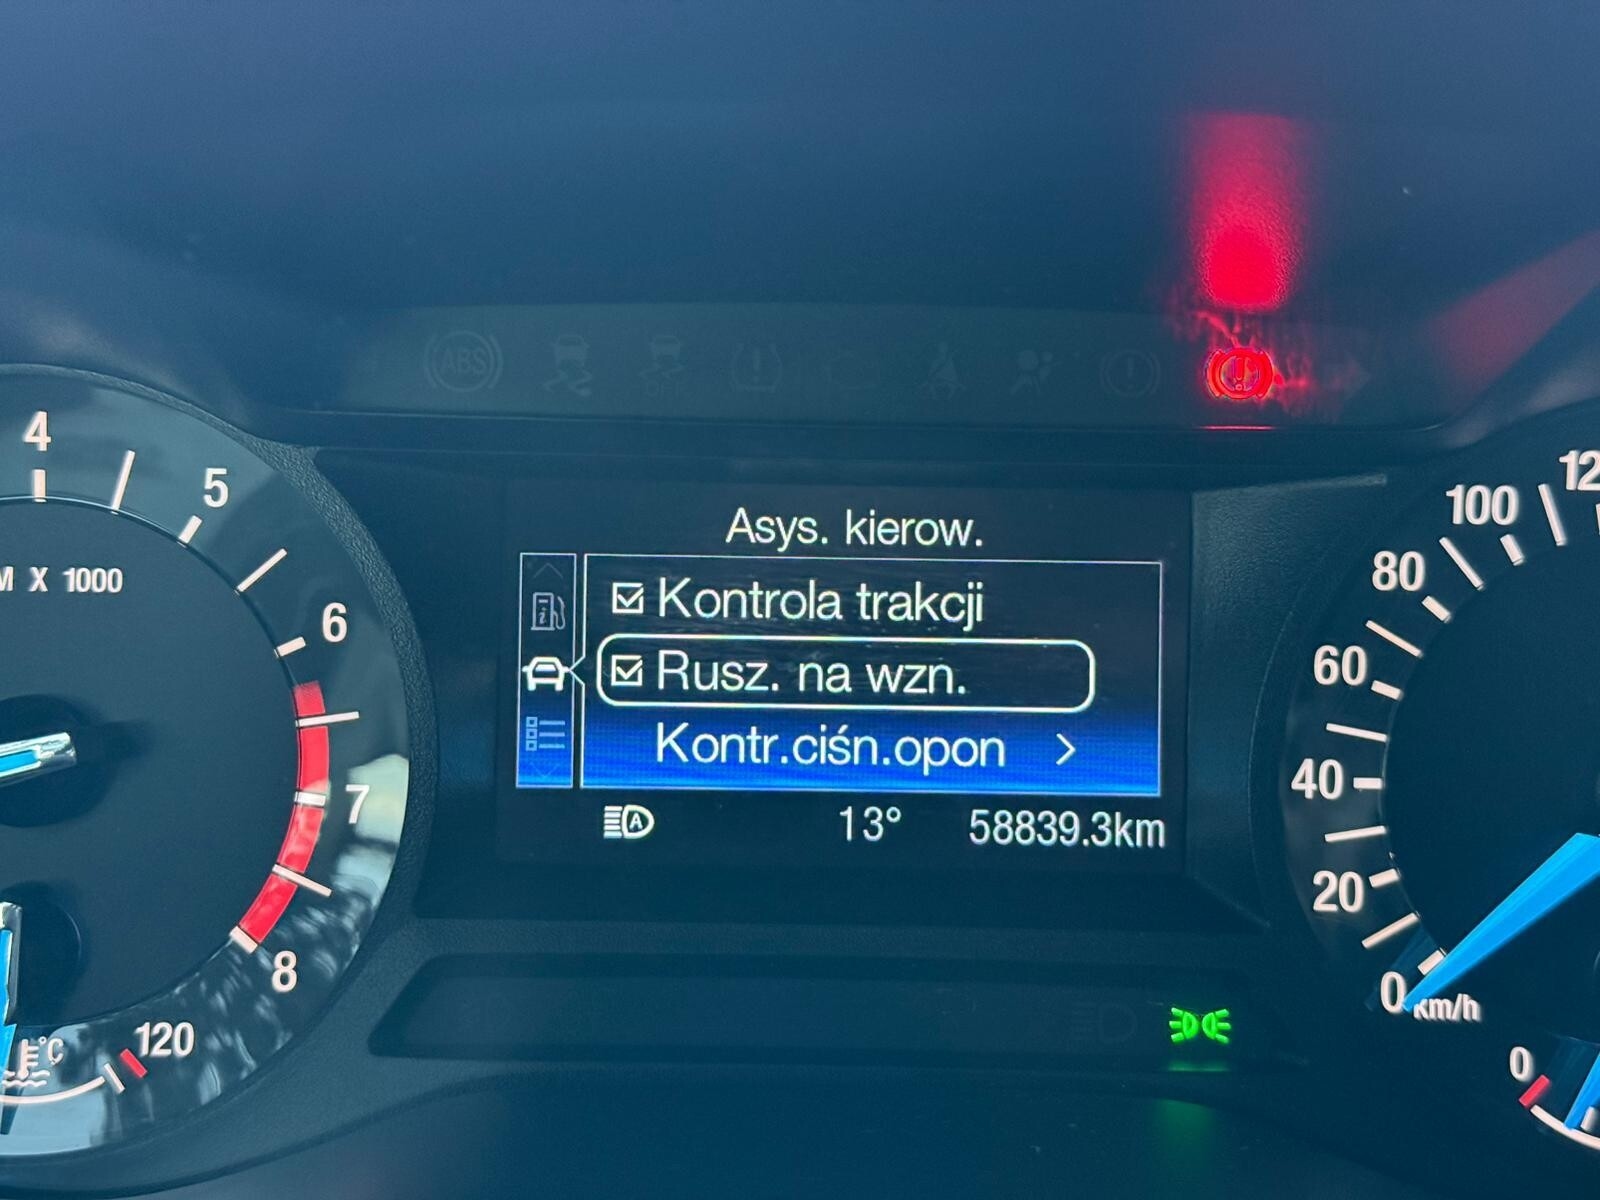 ABS
4
5
6
7
8
M X 1000
120
°C
Asys. kierow.
Kontrola trakcji
Rusz. na wzn.
Kontr.ciśn.opon
A
13°
58839.3km
100
80
60
40
20
0
km/h
0